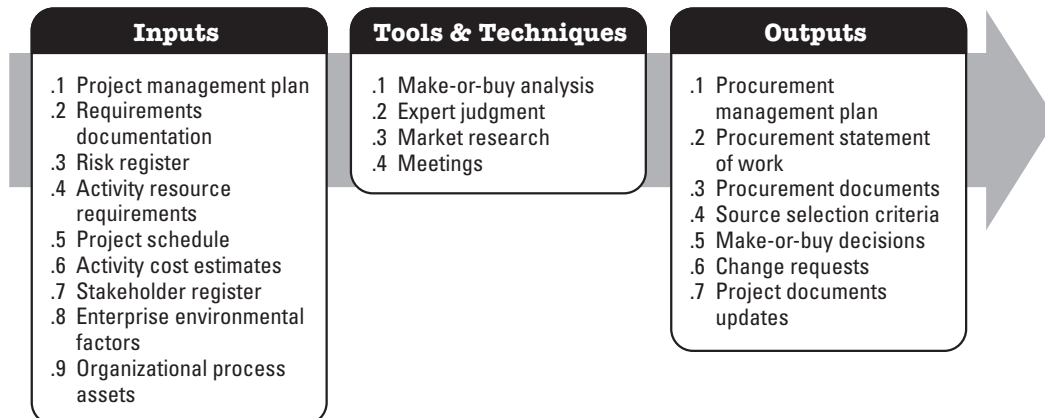 Inputs
.1 Project management plan
.2 Requirements
documentation
.3 Risk register
.4 Activity resource
requirements
.5 Project schedule
.6 Activity cost estimates
.7 Stakeholder register
.8 Enterprise environmental
factors
.9 Organizational process
assets
Tools & Techniques
.1 Make-or-buy analysis
.2 Expert judgment
.3 Market research
.4 Meetings
Outputs
.1 Procurement
management plan
.2 Procurement statement
of work
.3 Procurement documents
.4 Source selection criteria
.5 Make-or-buy decisions
.6 Change requests
.7 Project documents
updates